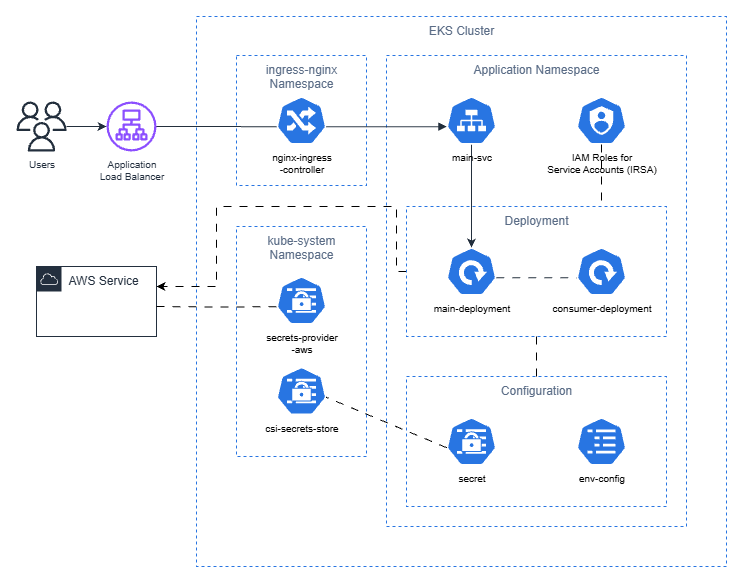 EKS Cluster
ingress-nginx
Namespace
Application Namespace
Users
Application
Load Balancer
nginx-ingress
-controller
main-svc
IAM Roles for
Service Accounts (IRSA)
Deployment
kube-system
Namespace
AWS Service
main-deployment
consumer-deployment
secrets-provider
-aws
Configuration
csi-secrets-store
secret
env-config